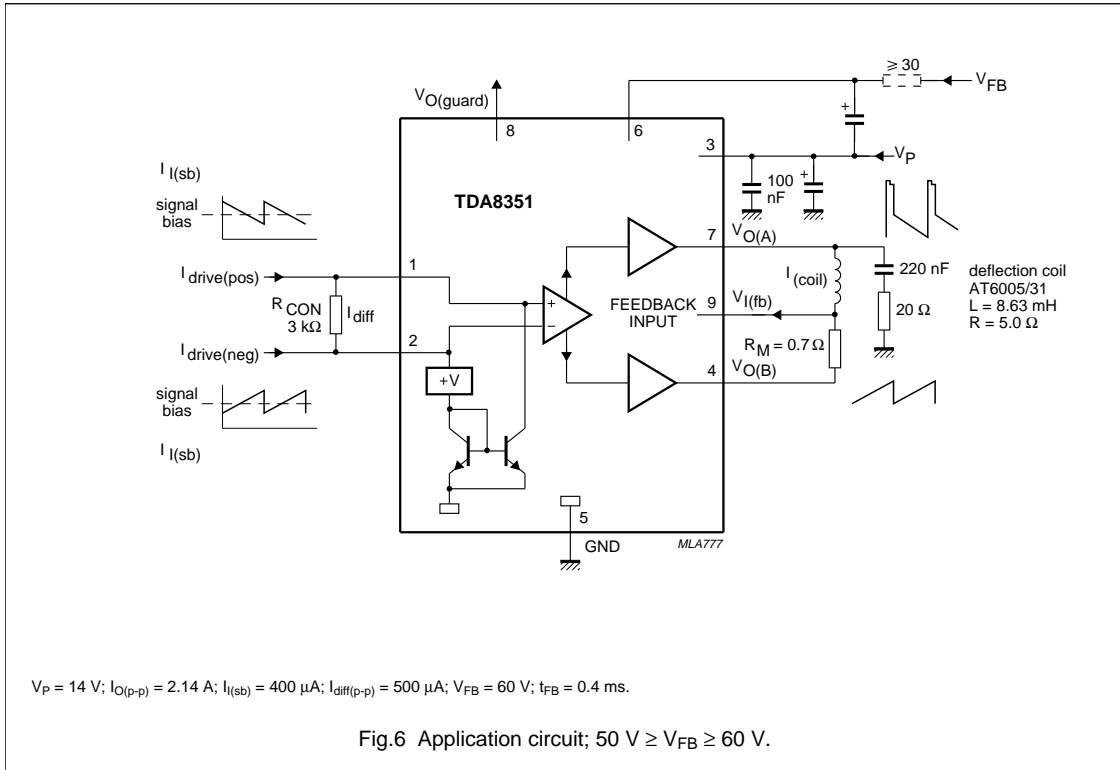 ≥ 30
V_FB
V_O(guard)
8
6
3
V_P
I_I(sb)
signal
bias
TDA8351
100
nF
7
V_O(A)
I_drive(pos)
1
R_CON
3 kΩ
I_diff
I_(coil)
220 nF
deflection coil
AT6005/31
L = 8.63 mH
R = 5.0 Ω
FEEDBACK
INPUT
9
V_I(fb)
20 Ω
+
−
I_drive(neg)
2
R_M = 0.7 Ω
4
V_O(B)
+V
signal
bias
I_I(sb)
5
GND
MLA777
V_P = 14 V; I_O(p-p) = 2.14 A; I_I(sb) = 400 µA; I_diff(p-p) = 500 µA; V_FB = 60 V; t_FB = 0.4 ms.
Fig.6 Application circuit; 50 V ≥ V_FB ≥ 60 V.